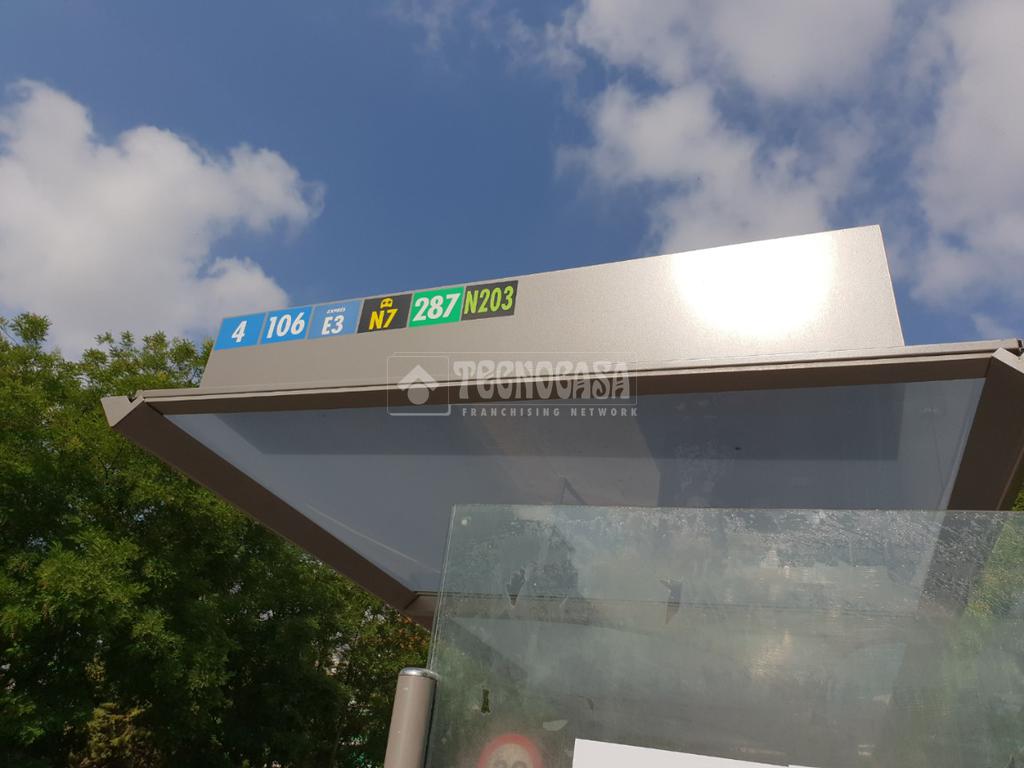 4 106 EXPRÉS E3 N7 287 N203
TECNOCASA
FRANCHISING NETWORK